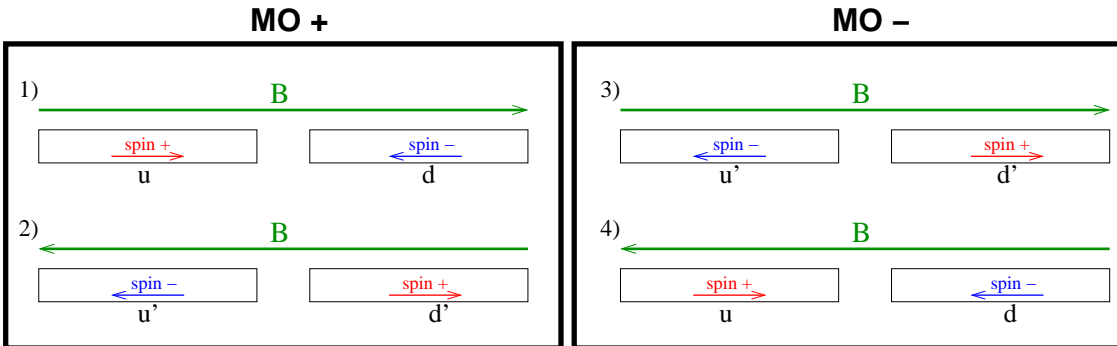 MO +
MO –
1)
B
spin +
spin –
u
d
2)
B
spin –
spin +
u’
d’
3)
B
spin –
spin +
u’
d’
4)
B
spin +
spin –
u
d